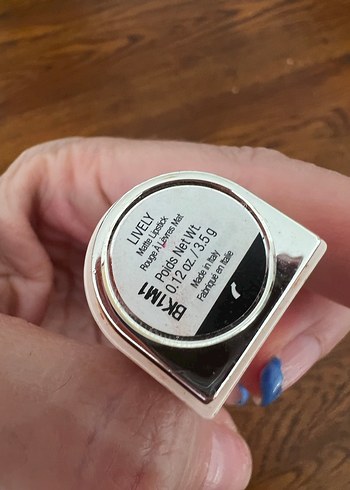 LIVELY
Matte Lipstick
Rouge À Lèvres Mat
Poids Net Wt.
0.12 oz./3.5 g
Made in Italy
Fabriqué en Italie
BK1M1